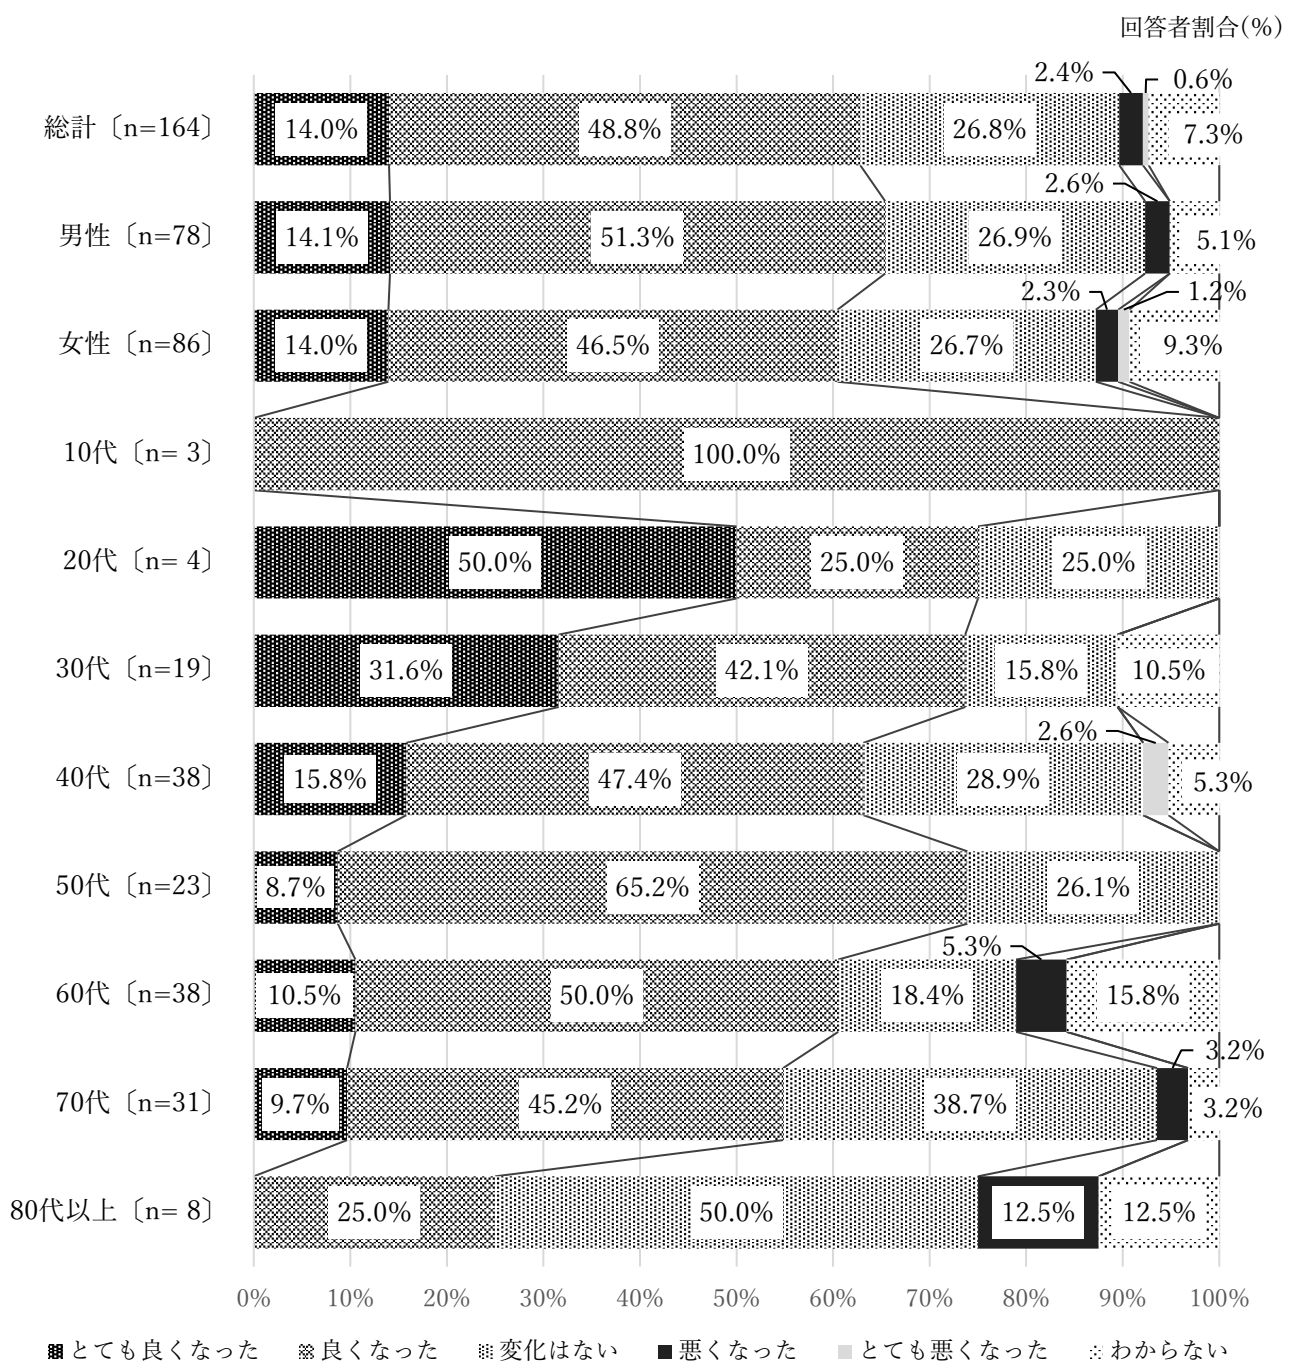 回答者割合(%)
2.4% 0.6%
総計〔n=164〕 14.0% 48.8% 26.8% 7.3%
2.6%
男性〔n=78〕 14.1% 51.3% 26.9% 5.1%
2.3% 1.2%
女性〔n=86〕 14.0% 46.5% 26.7% 9.3%
10代〔n= 3〕 100.0%
20代〔n= 4〕 50.0% 25.0% 25.0%
30代〔n=19〕 31.6% 42.1% 15.8% 10.5%
2.6%
40代〔n=38〕 15.8% 47.4% 28.9% 5.3%
50代〔n=23〕 8.7% 65.2% 26.1%
5.3%
60代〔n=38〕 10.5% 50.0% 18.4% 15.8%
3.2%
70代〔n=31〕 9.7% 45.2% 38.7% 3.2%
80代以上〔n= 8〕 25.0% 50.0% 12.5% 12.5%
0% 10% 20% 30% 40% 50% 60% 70% 80% 90% 100%
とても良くなった 良くなった 変化はない 悪くなった とても悪くなった わからない